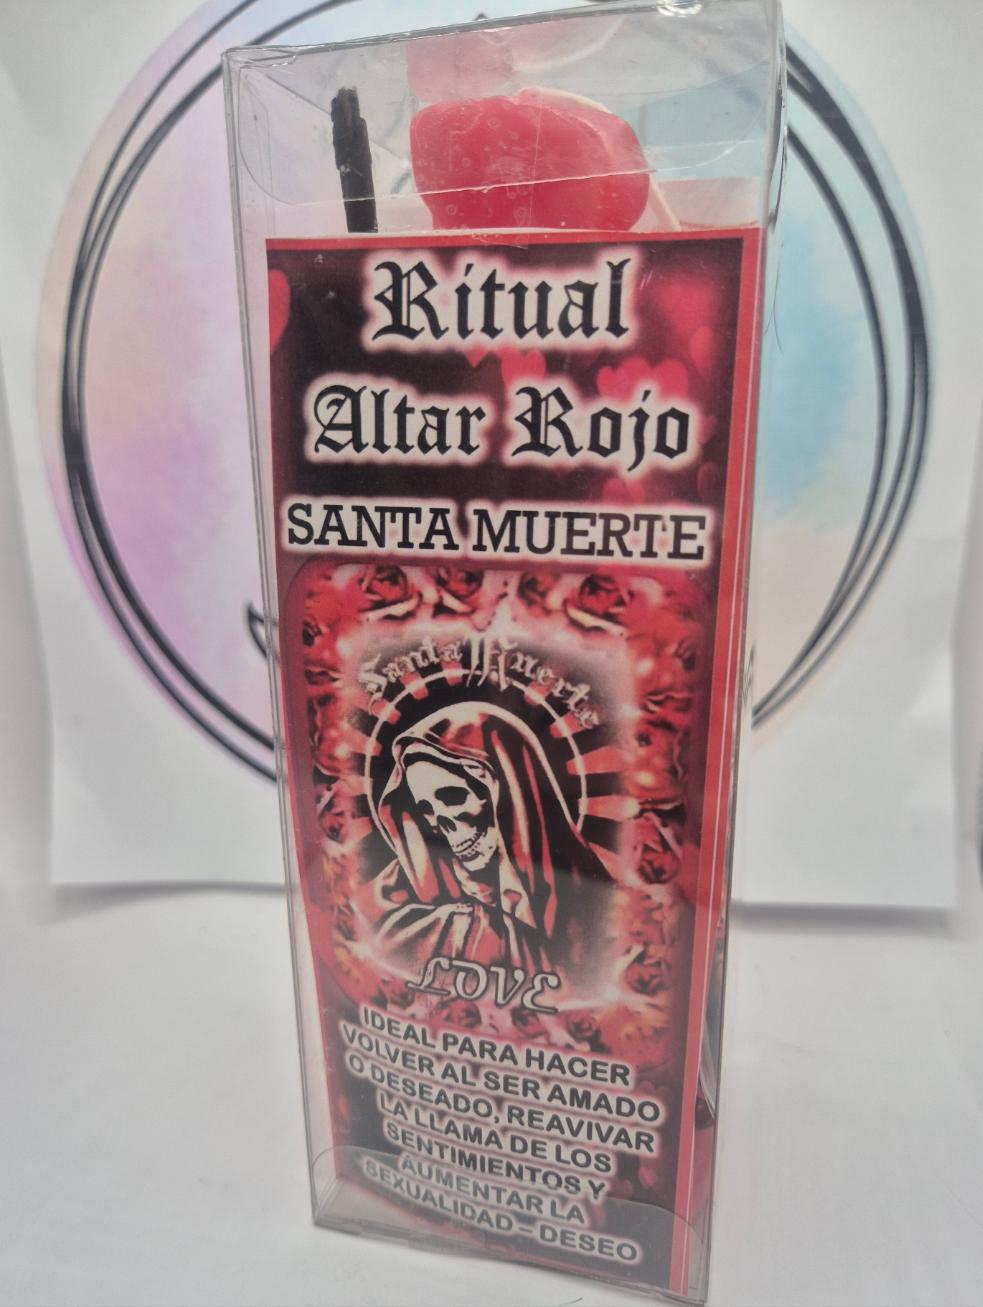 Ritual
Altar Rojo
SANTA MUERTE
Santa Muerte
LOVE
IDEAL PARA HACER
VOLVER AL SER AMADO
O DESEADO, REAVIVAR
LA LLAMA DE LOS
SENTIMIENTOS Y
AUMENTAR LA
SEXUALIDAD - DESEO